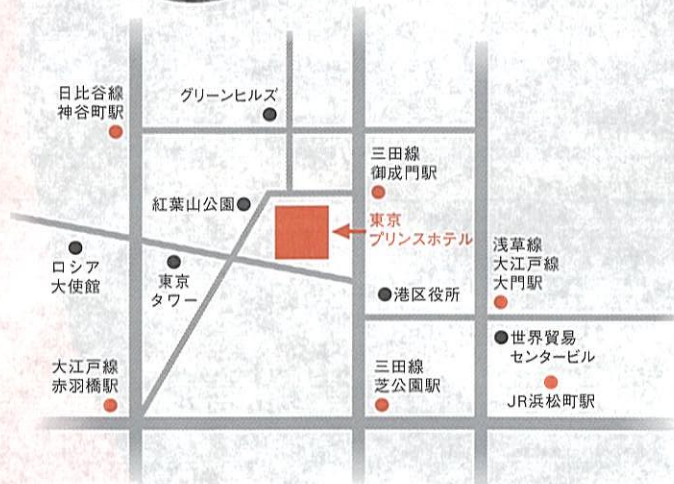 日比谷線
神谷町駅
グリーンヒルズ
三田線
御成門駅
紅葉山公園
東京
プリンスホテル
ロシア
大使館
東京
タワー
浅草線
大江戸線
大門駅
港区役所
世界貿易
センタービル
大江戸線
赤羽橋駅
三田線
芝公園駅
JR浜松町駅